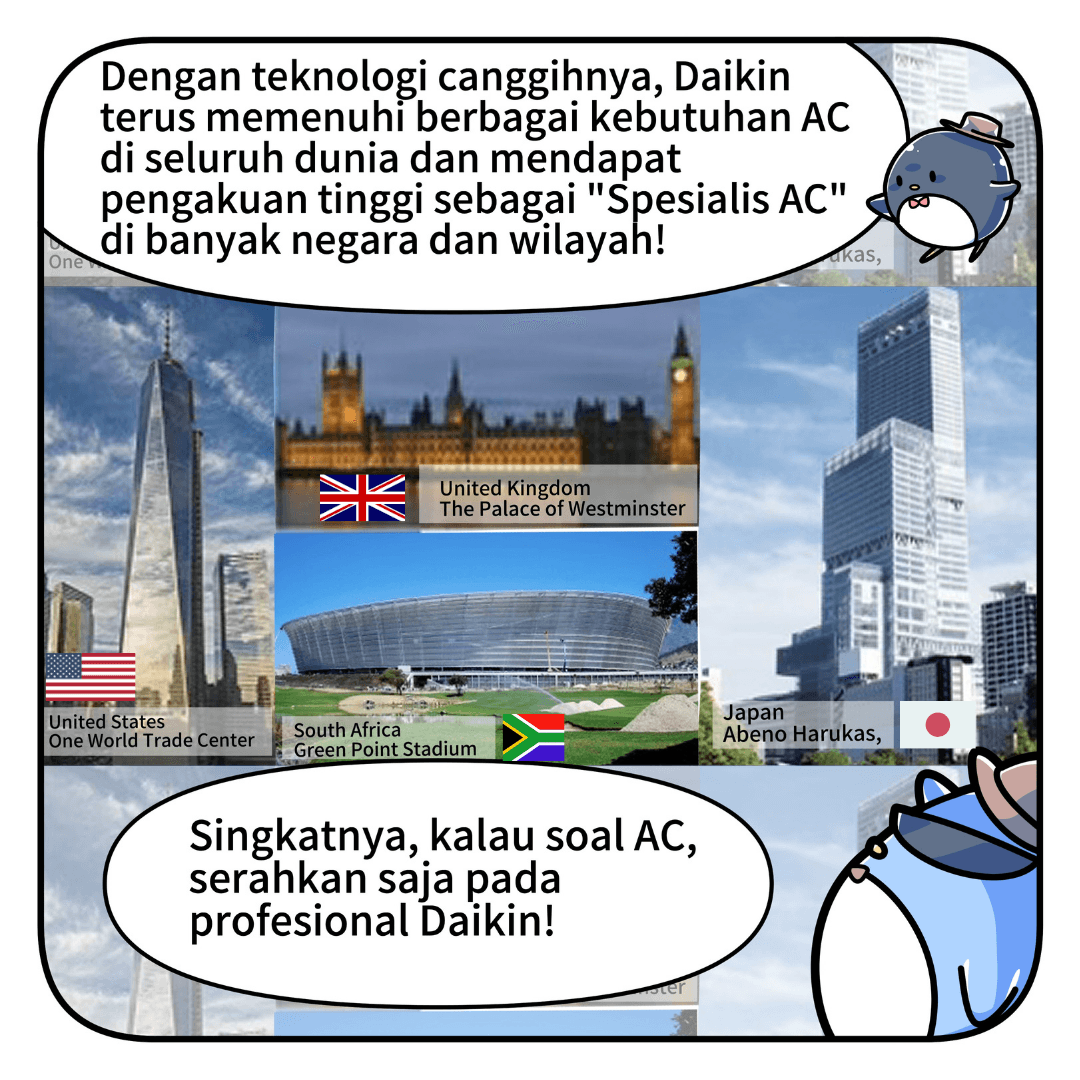 Dengan teknologi canggihnya, Daikin
terus memenuhi berbagai kebutuhan AC
di seluruh dunia dan mendapat
pengakuan tinggi sebagai "Spesialis AC"
di banyak negara dan wilayah!
One
ukas,
United Kingdom
The Palace of Westminster
United States
One World Trade Center
South Africa
Green Point Stadium
Japan
Abeno Harukas,
Singkatnya, kalau soal AC,
serahkan saja pada
profesional Daikin!